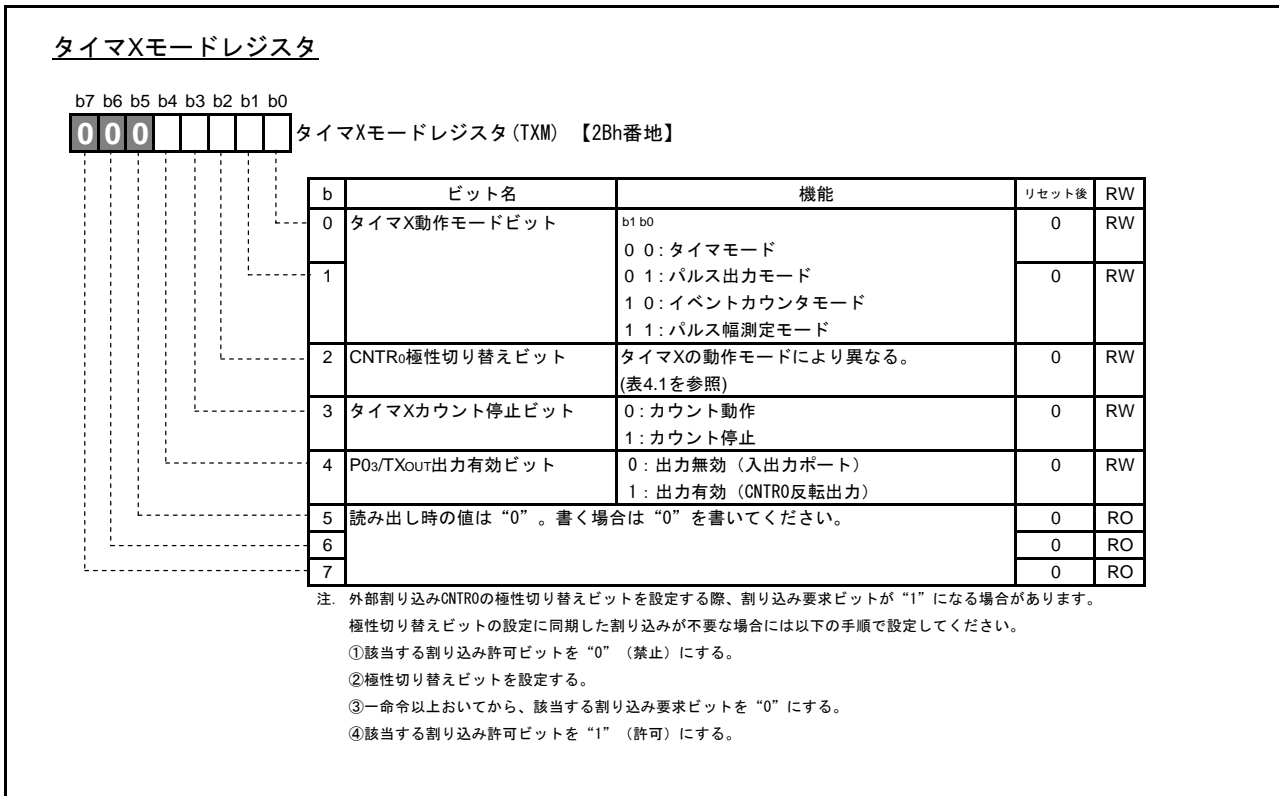 タイマXモードレジスタ
b7 b6 b5 b4 b3 b2 b1 b0
0 0 0 タイマXモードレジスタ(TXM) 【2Bh番地】
b ビット名 機能 リセット後 RW
0 タイマX動作モードビット b1 b0 0 RW
0 0:タイマモード
1 0 1:パルス出力モード 0 RW
1 0:イベントカウンタモード
1 1:パルス幅測定モード
2 CNTR0極性切り替えビット タイマXの動作モードにより異なる。 0 RW
(表4.1を参照)
3 タイマXカウント停止ビット 0:カウント動作 0 RW
1:カウント停止
4 P03/TXOUT出力有効ビット 0:出力無効（入出力ポート） 0 RW
1:出力有効（CNTR0反転出力）
5 読み出し時の値は“0”。書く場合は“0”を書いてください。 0 RO
6 0 RO
7 0 RO
注. 外部割り込みCNTR0の極性切り替えビットを設定する際、割り込み要求ビットが“1”になる場合があります。
極性切り替えビットの設定に同期した割り込みが不要な場合には以下の手順で設定してください。
①該当する割り込み許可ビットを“0”（禁止）にする。
②極性切り替えビットを設定する。
③一命令以上おいてから、該当する割り込み要求ビットを“0”にする。
④該当する割り込み許可ビットを“1”（許可）にする。